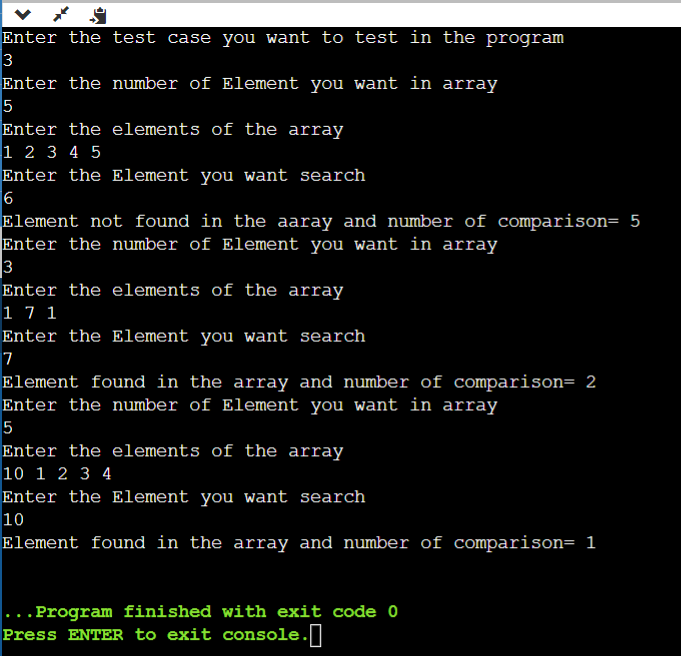 Enter the test case you want to test in the program
3
Enter the number of Element you want in array
5
Enter the elements of the array
1 2 3 4 5
Enter the Element you want search
6
Element not found in the aaray and number of comparison= 5
Enter the number of Element you want in array
3
Enter the elements of the array
1 7 1
Enter the Element you want search
7
Element found in the array and number of comparison= 2
Enter the number of Element you want in array
5
Enter the elements of the array
10 1 2 3 4
Enter the Element you want search
10
Element found in the array and number of comparison= 1
...Program finished with exit code 0
Press ENTER to exit console.